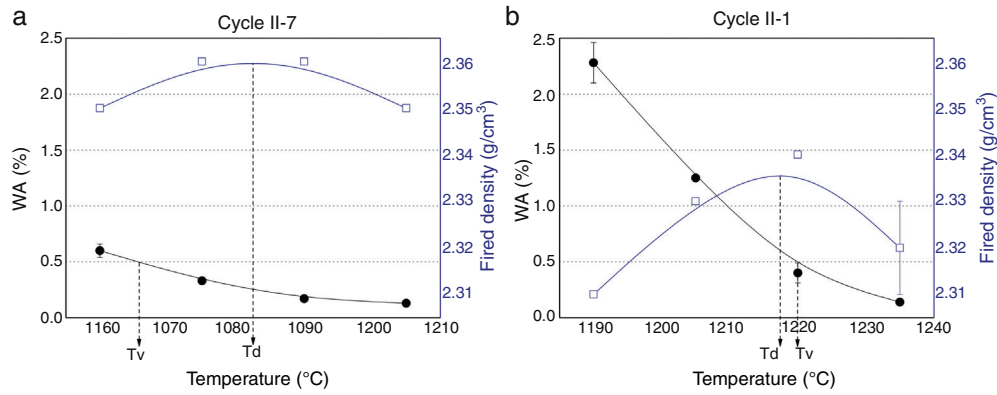 a
Cycle II-7
2.5
2.0
1.5
1.0
0.5
0.0
WA (%)
2.36
2.35
2.34
2.33
2.32
2.31
Fired density (g/cm3)
1160 1070 1080 1090 1200 1210
Tv Td
Temperature (°C)
b
Cycle II-1
2.5
2.0
1.5
1.0
0.5
0.0
WA (%)
2.36
2.35
2.34
2.33
2.32
2.31
Fired density (g/cm3)
1190 1200 1210 1220 1230 1240
Td Tv
Temperature (°C)